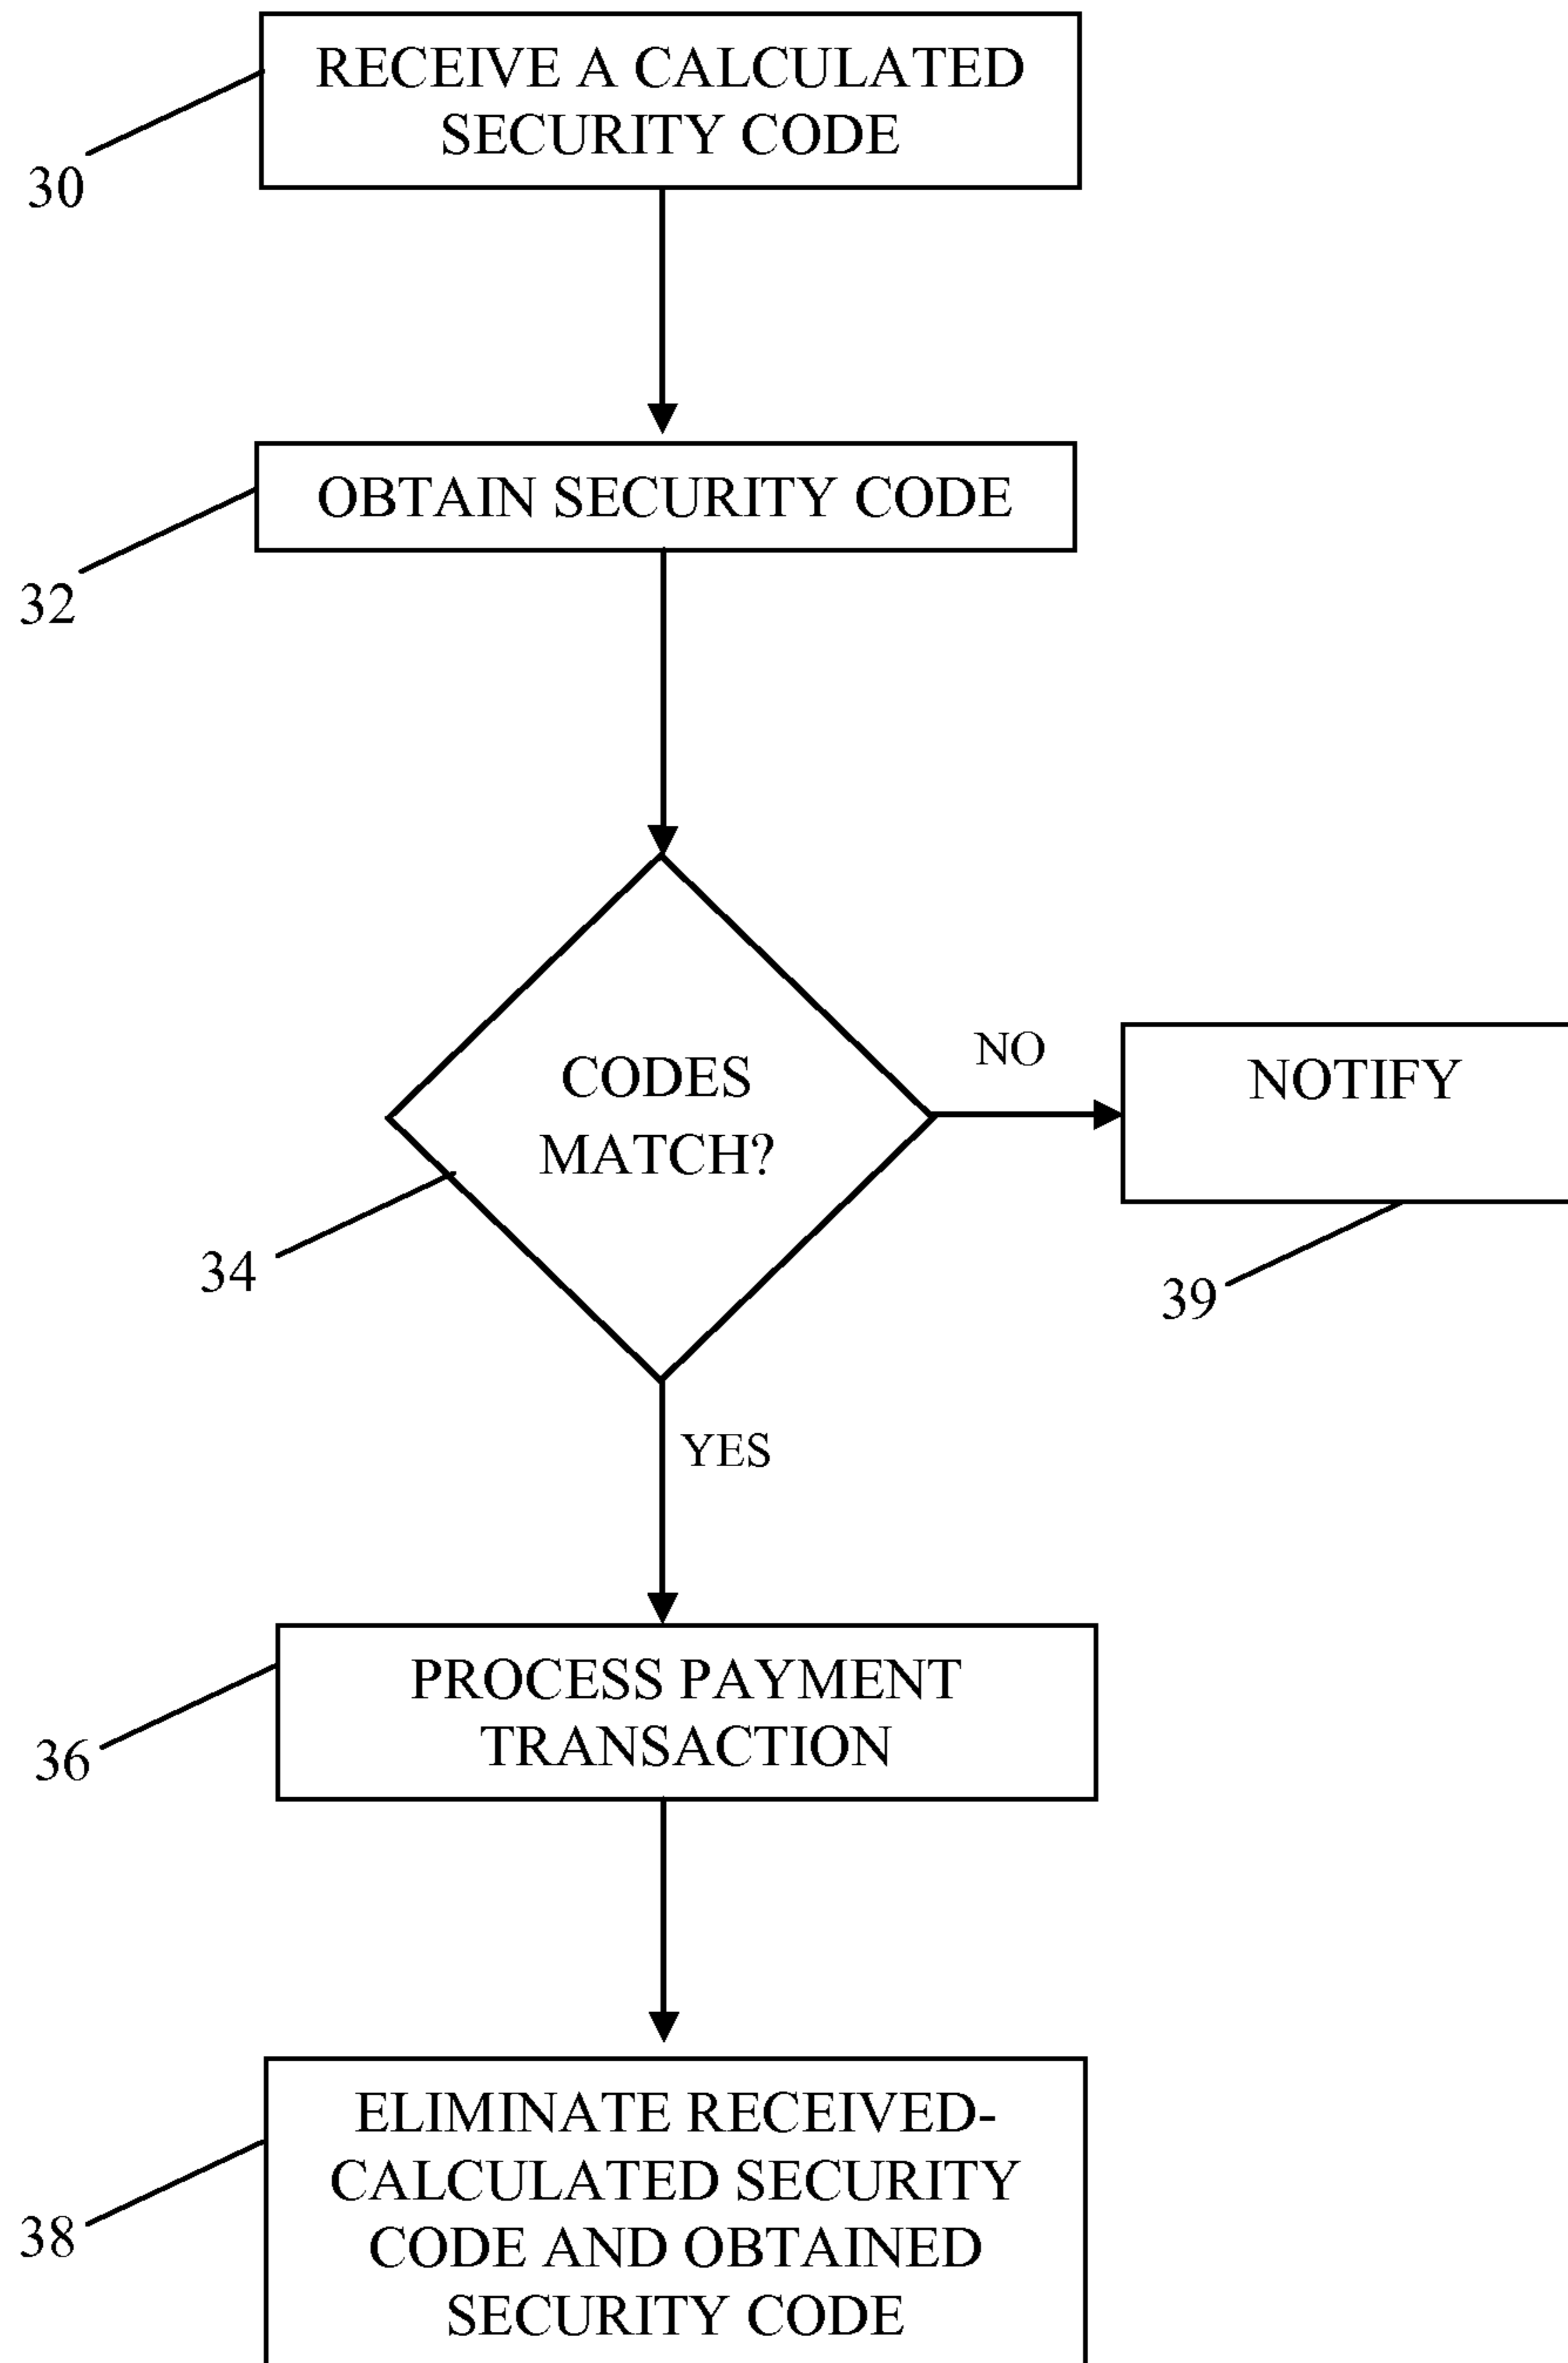 RECEIVE A CALCULATED
SECURITY CODE
30
OBTAIN SECURITY CODE
32
CODES
MATCH?
NO
NOTIFY
34
39
YES
PROCESS PAYMENT
TRANSACTION
36
ELIMINATE RECEIVED-
CALCULATED SECURITY
CODE AND OBTAINED
SECURITY CODE
38